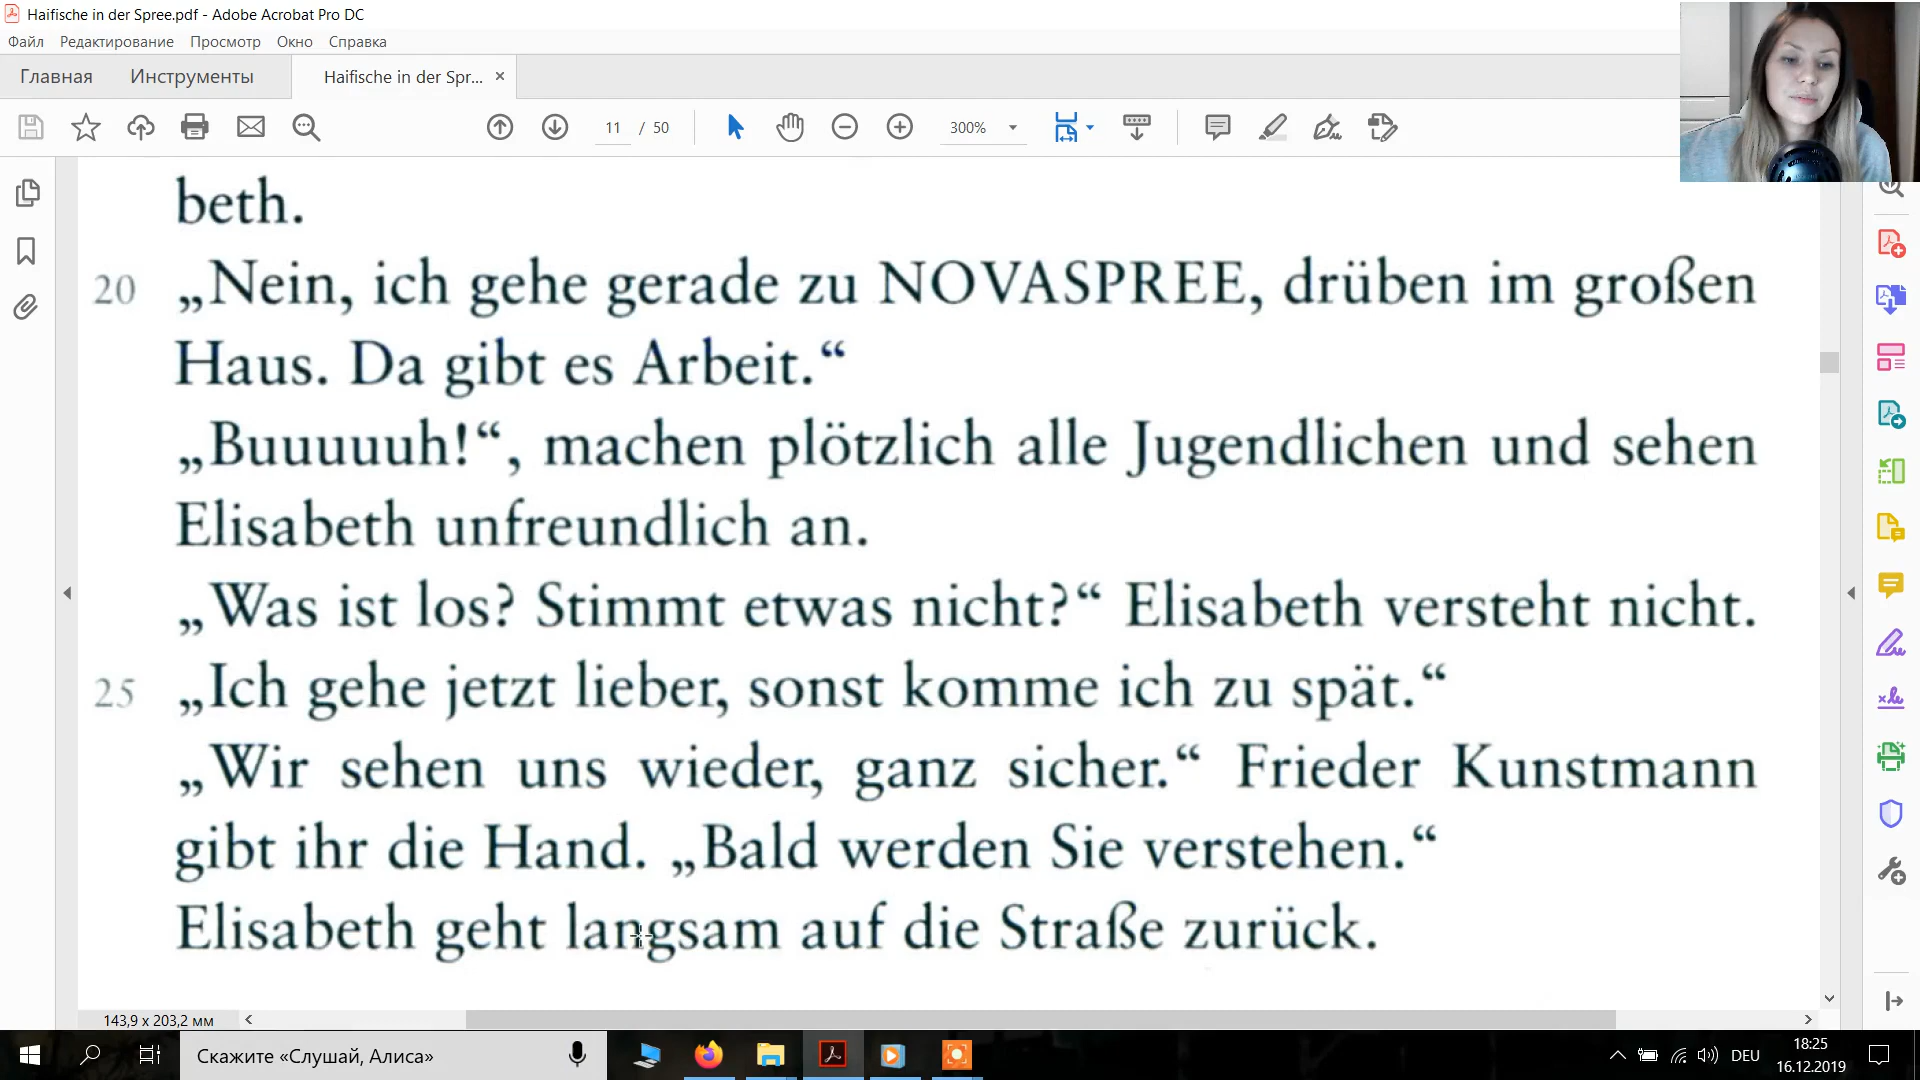 Haifische in der Spree.pdf - Adobe Acrobat Pro DC
Файл Редактирование Просмотр Окно Справка
Главная Инструменты Haifische in der Spr... ×
11 / 50 300%
beth.
20 „Nein, ich gehe gerade zu NOVASPREE, drüben im großen
Haus. Da gibt es Arbeit.“
„Buuuuuh!“, machen plötzlich alle Jugendlichen und sehen
Elisabeth unfreundlich an.
„Was ist los? Stimmt etwas nicht?“ Elisabeth versteht nicht.
25 „Ich gehe jetzt lieber, sonst komme ich zu spät.“
„Wir sehen uns wieder, ganz sicher.“ Frieder Kunstmann
gibt ihr die Hand. „Bald werden Sie verstehen.“
Elisabeth geht langsam auf die Straße zurück.
143,9 x 203,2 мм
Скажите «Слушай, Алиса»
DEU
18:25
16.12.2019